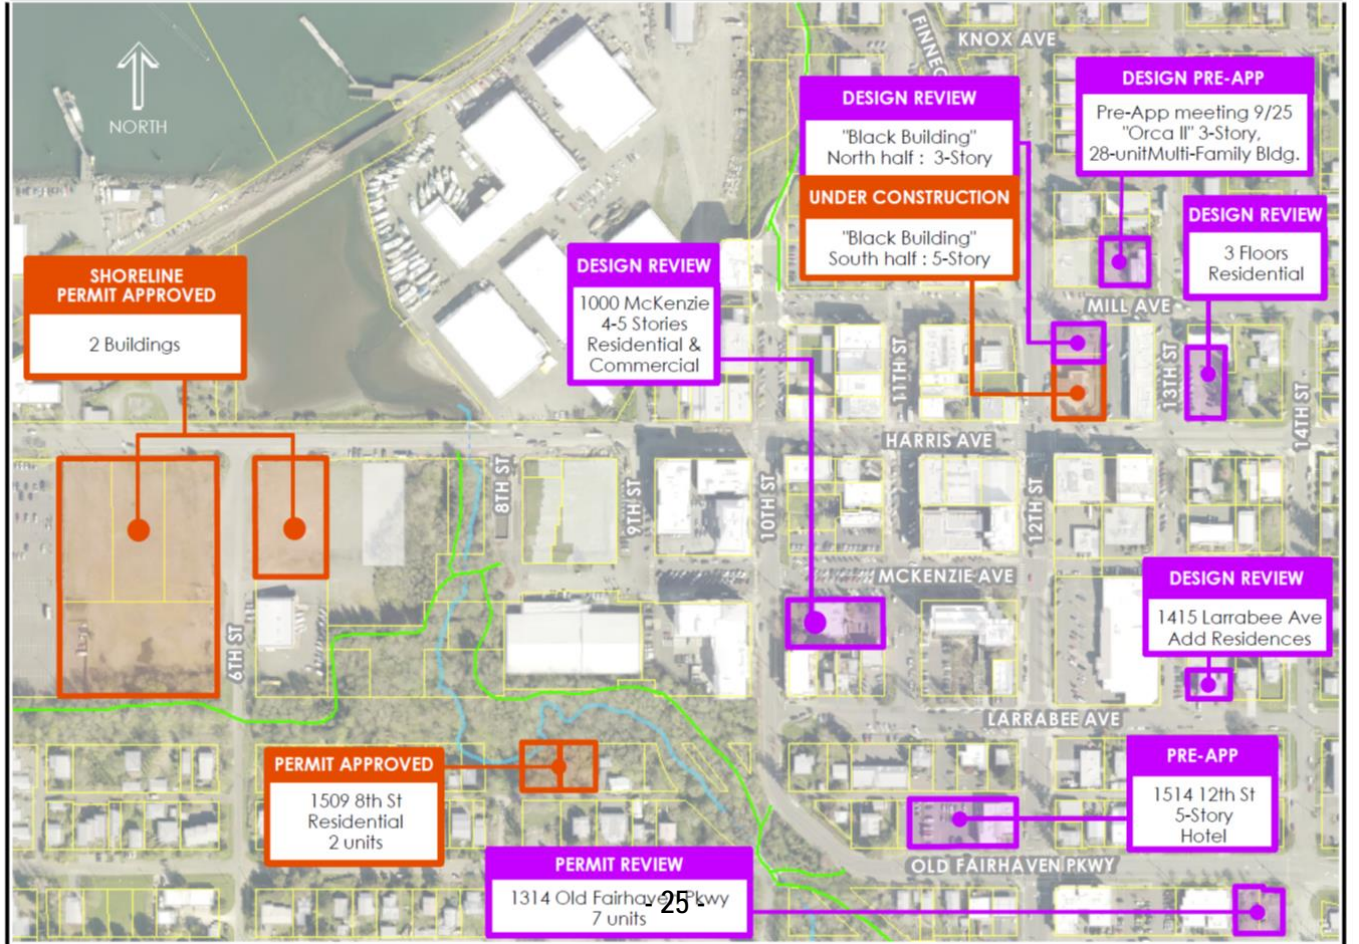 KNOX AVE
DESIGN PRE-APP
Pre-App meeting 9/25
"Orca II" 3-Story,
28-unitMulti-Family Bldg.
DESIGN REVIEW
"Black Building"
North half : 3-Story
UNDER CONSTRUCTION
"Black Building"
South half : 5-Story
NORTH
DESIGN REVIEW
3 Floors
Residential
DESIGN REVIEW
1000 McKenzie
4-5 Stories
Residential &
Commercial
SHORELINE
PERMIT APPROVED
2 Buildings
MILL AVE
11TH ST
13TH ST
14TH ST
HARRIS AVE
8TH ST
9TH ST
10TH ST
12TH ST
MCKENZIE AVE
DESIGN REVIEW
1415 Larrabee Ave
Add Residences
6TH ST
LARRABEE AVE
PERMIT APPROVED
1509 8th St
Residential
2 units
PRE-APP
1514 12th St
5-Story
Hotel
OLD FAIRHAVEN PKWY
PERMIT REVIEW
1314 Old Fairhaven Pkwy
7 units
- 25 -